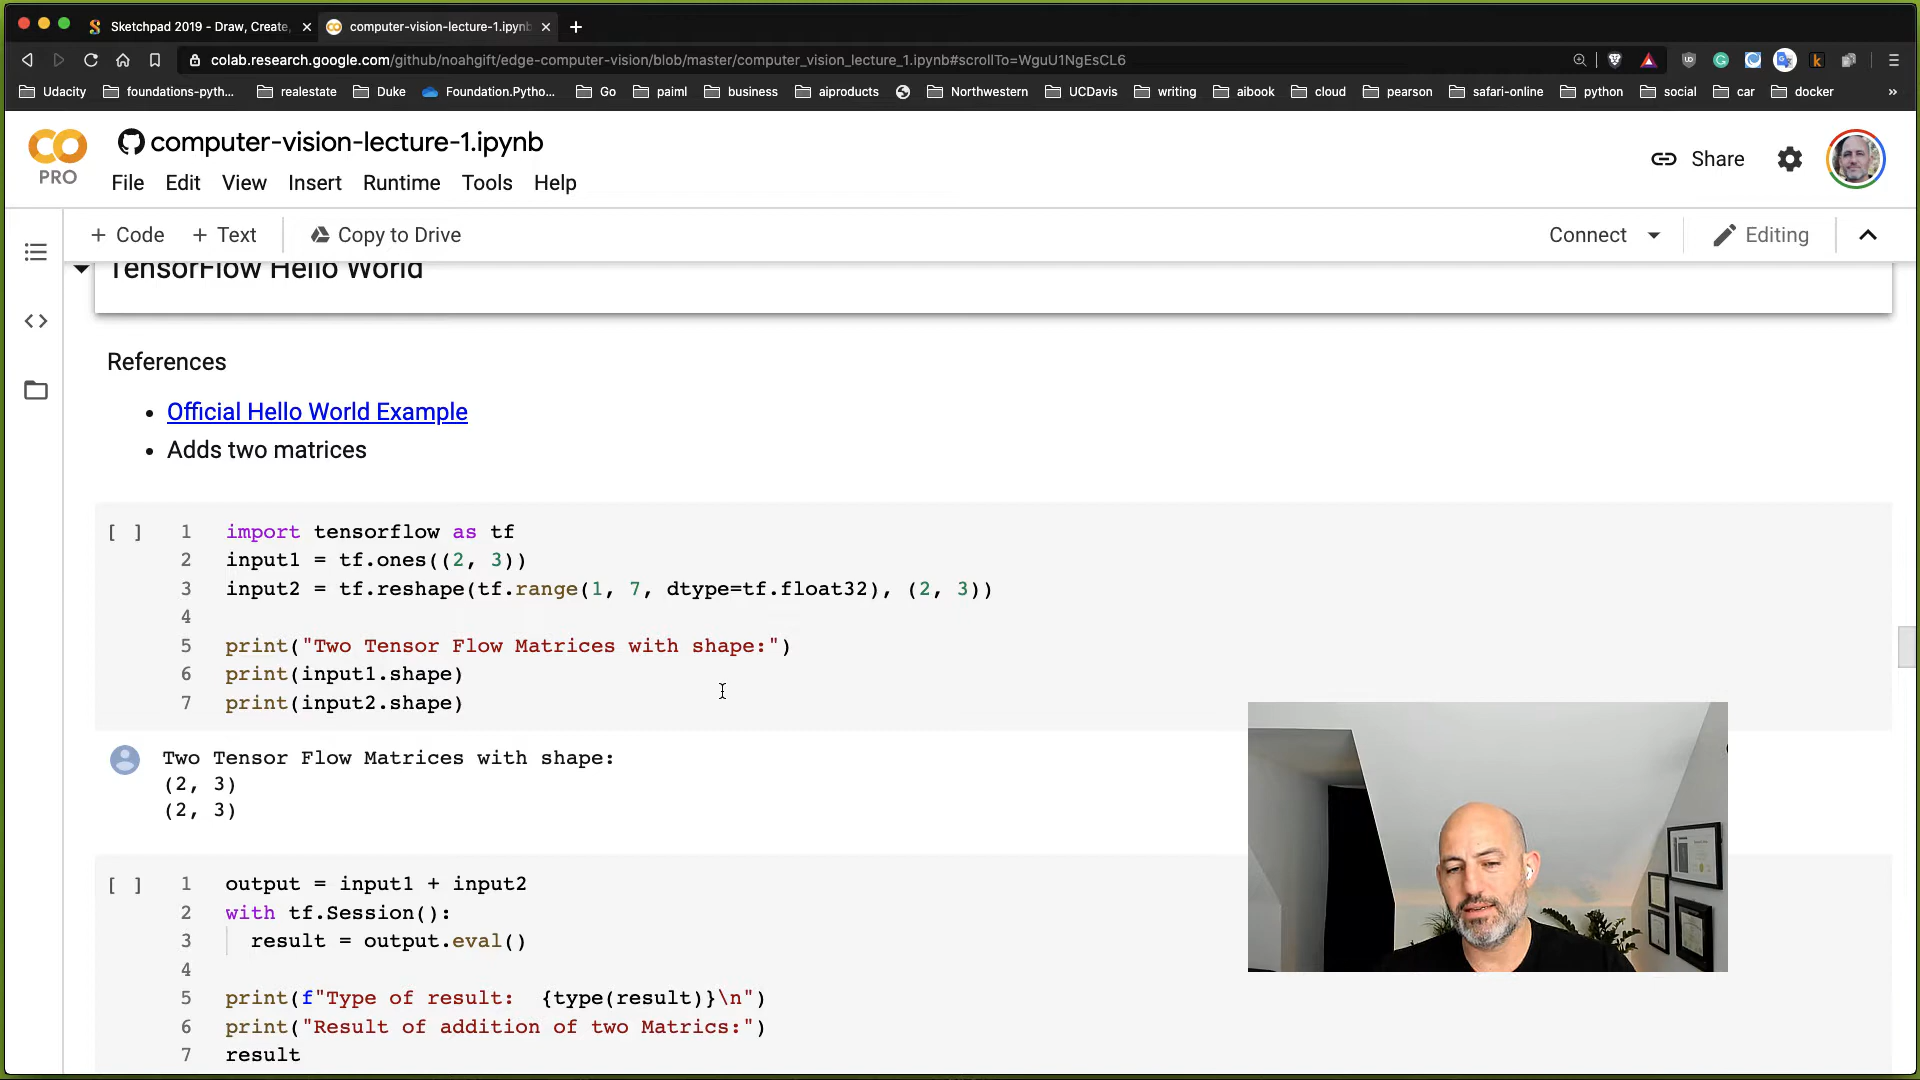 Sketchpad 2019 - Draw, Create,
computer-vision-lecture-1.ipynb
colab.research.google.com/github/noahgift/edge-computer-vision/blob/master/computer_vision_lecture_1.ipynb#scrollTo=WguU1NgEsCL6
Udacity foundations-pyth... realestate Duke Foundation.Pytho... Go paiml business aiproducts Northwestern UCDavis writing aibook cloud pearson safari-online python social car docker »
computer-vision-lecture-1.ipynb
PRO
File Edit View Insert Runtime Tools Help
Share
+ Code + Text Copy to Drive
Connect Editing
TensorFlow Hello World
References
• Official Hello World Example
• Adds two matrices
[ ] 1 import tensorflow as tf
2 input1 = tf.ones((2, 3))
3 input2 = tf.reshape(tf.range(1, 7, dtype=tf.float32), (2, 3))
4
5 print("Two Tensor Flow Matrices with shape:")
6 print(input1.shape)
7 print(input2.shape)
Two Tensor Flow Matrices with shape:
(2, 3)
(2, 3)
[ ] 1 output = input1 + input2
2 with tf.Session():
3 result = output.eval()
4
5 print(f"Type of result:  {type(result)}\n")
6 print("Result of addition of two Matrics:")
7 result